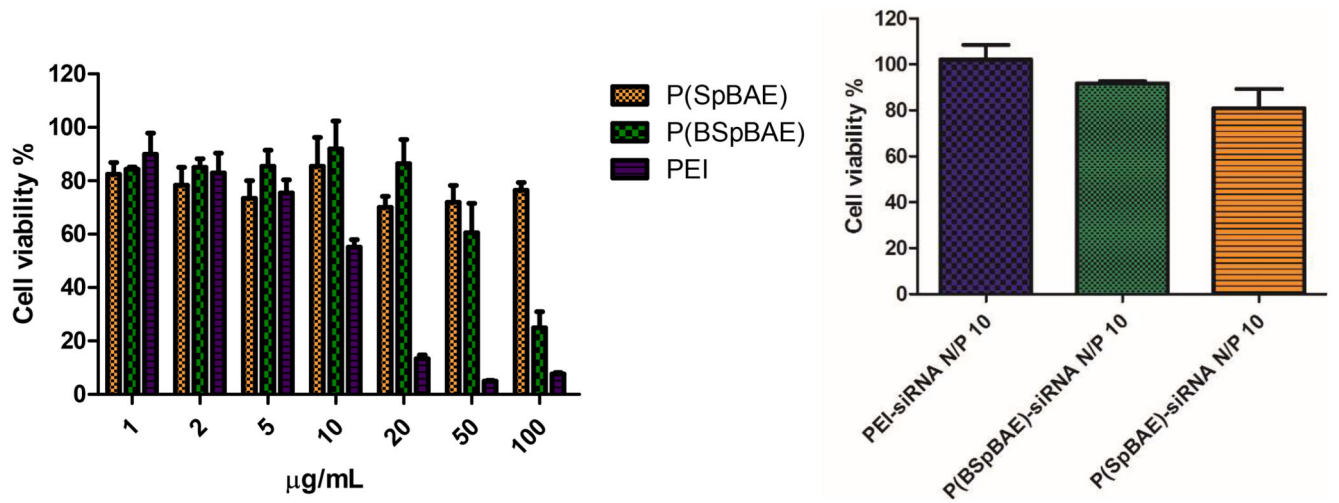 120
100
80
60
40
20
0
Cell viability %
1
2
5
10
20
50
100
μg/mL
P(SpBAE)
P(BSpBAE)
PEI
120
100
80
60
40
20
0
Cell viability %
PEI-siRNA N/P 10
P(BSpBAE)-siRNA N/P 10
P(SpBAE)-siRNA N/P 10